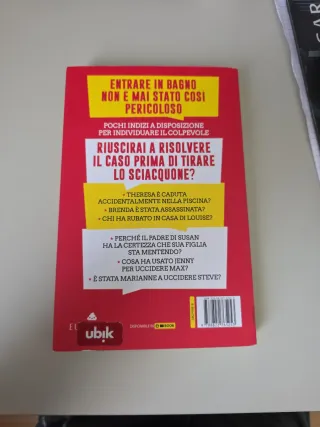 ENTRARE IN BAGNO
NON È MAI STATO COSÌ
PERICOLOSO
POCHI INDIZI A DISPOSIZIONE
PER INDIVIDUARE IL COLPEVOLE
RIUSCIRAI A RISOLVERE
IL CASO PRIMA DI TIRARE
LO SCIACQUONE?
• THERESA È CADUTA
ACCIDENTALMENTE NELLA PISCINA?
• BRENDA È STATA ASSASSINATA?
• CHI HA RUBATO IN CASA DI LOUISE?
• PERCHÉ IL PADRE DI SUSAN
HA LA CERTEZZA CHE SUA FIGLIA
STA MENTENDO?
• COSA HA USATO JENNY
PER UCCIDERE MAX?
• È STATA MARIANNE A UCCIDERE STEVE?
ubik